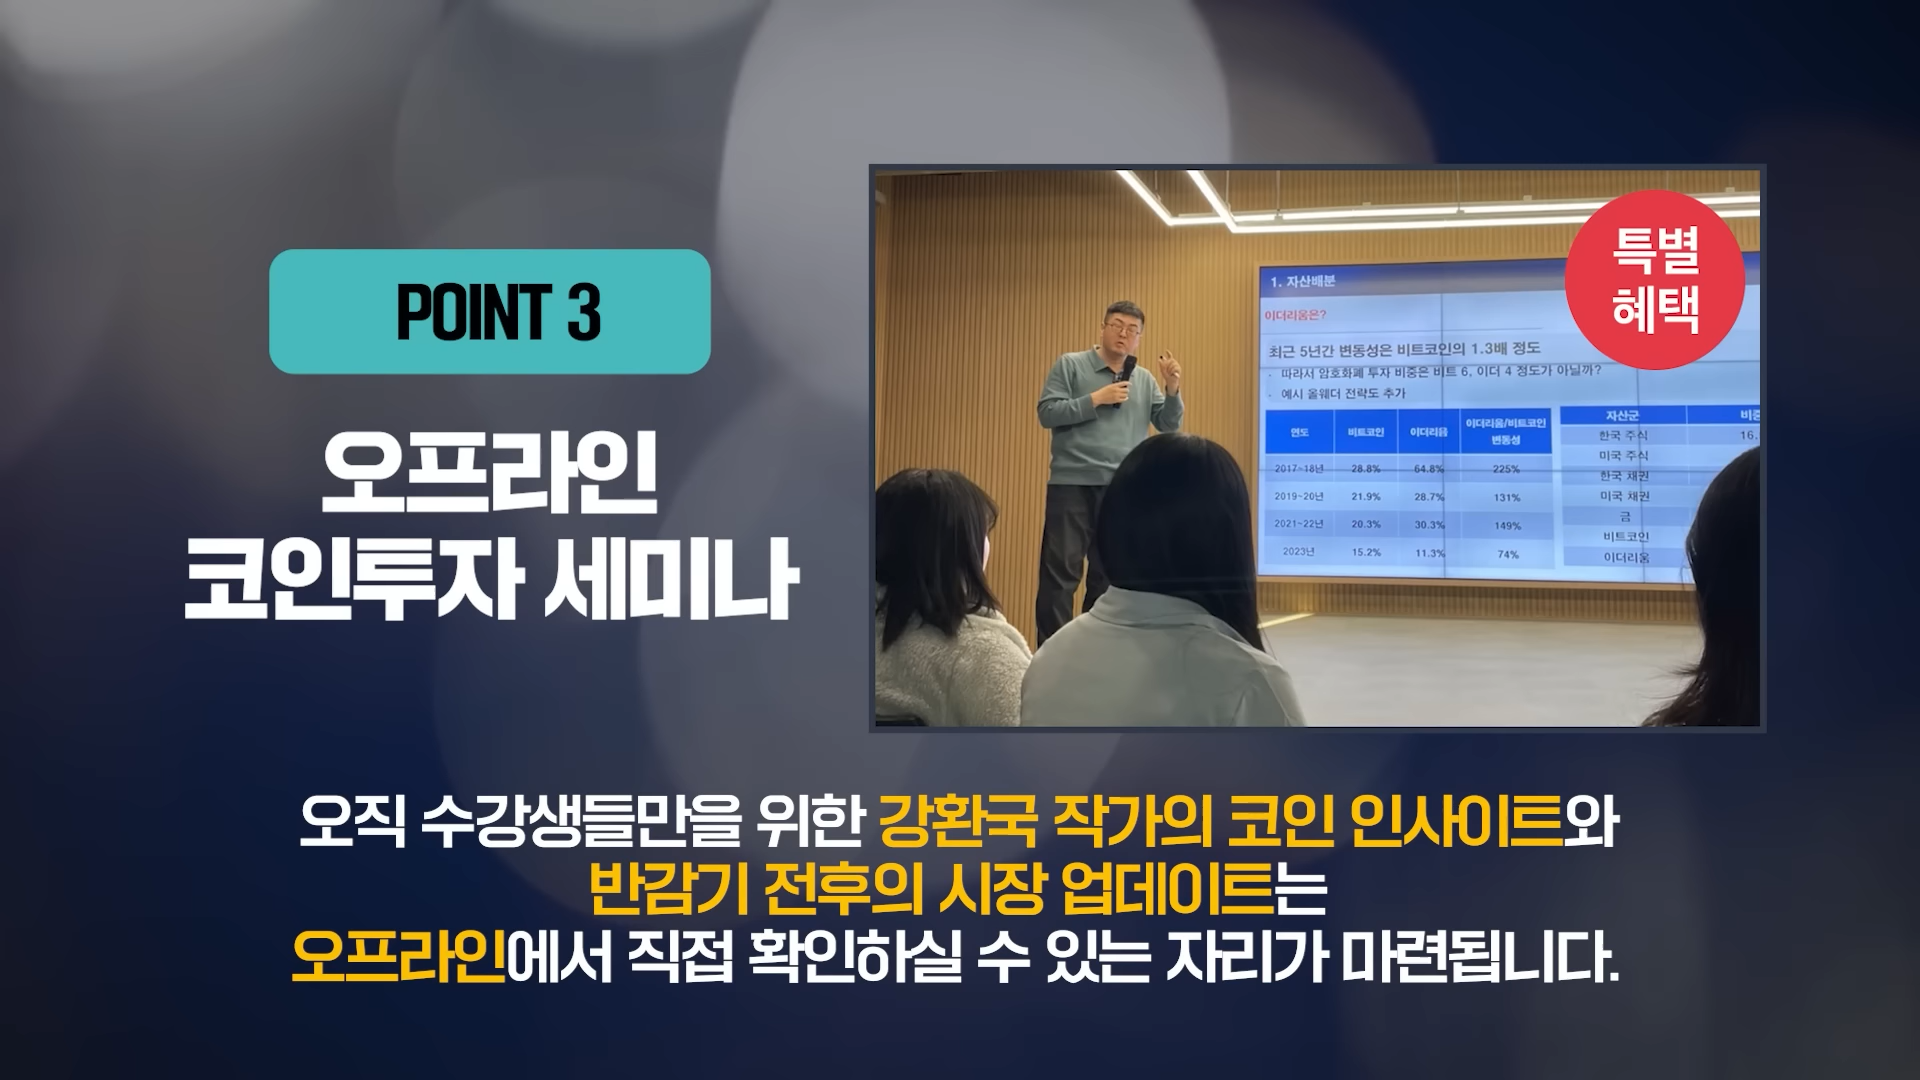 POINT 3
오프라인
코인투자 세미나
특별
혜택
1. 자산배분
이더리움은?
최근 5년간 변동성은 비트코인의 1.3배 정도
· 따라서 암호화폐 투자 비중은 비트 6, 이더 4 정도가 아닐까?
· 예시 올웨더 전략도 추가
연도 비트코인 이더리움 이더리움/비트코인 변동성
2017~18년 28.8% 64.8% 225%
2019~20년 21.9% 28.7% 131%
2021~22년 20.3% 30.3% 149%
2023년 15.2% 11.3% 74%
자산군
한국 주식 16.
미국 주식
한국 채권
미국 채권
금
비트코인
이더리움
오직 수강생들만을 위한 강환국 작가의 코인 인사이트와
반감기 전후의 시장 업데이트는
오프라인에서 직접 확인하실 수 있는 자리가 마련됩니다.